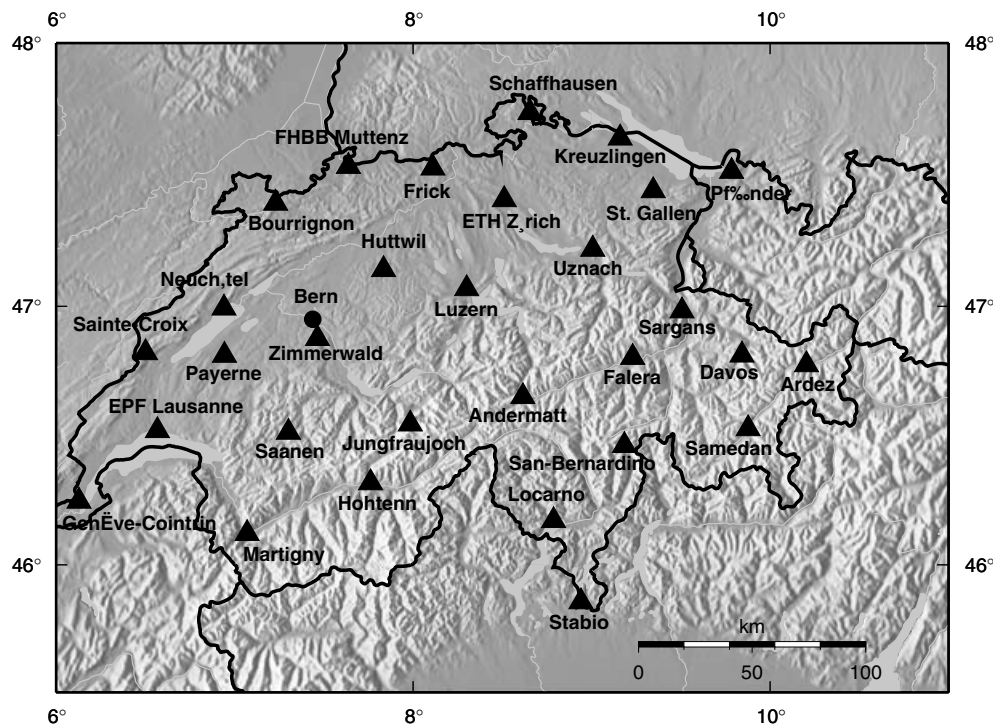 6° 8° 10°
48° 48°
Schaffhausen
FHBB Muttenz
Kreuzlingen
Frick
Pf‰nder
St. Gallen
ETH Z¸rich
Bourrignon
Huttwil
Uznach
Neuch‚tel
47° 47°
Bern
Luzern
Sainte-Croix
Sargans
Zimmerwald
Payerne
Falera
Davos
Ardez
EPF Lausanne
Andermatt
Jungfraujoch
Saanen
Samedan
San-Bernardino
Locarno
Hohtenn
GenËve-Cointrin
Martigny
46° 46°
Stabio
km
0 50 100
6° 8° 10°